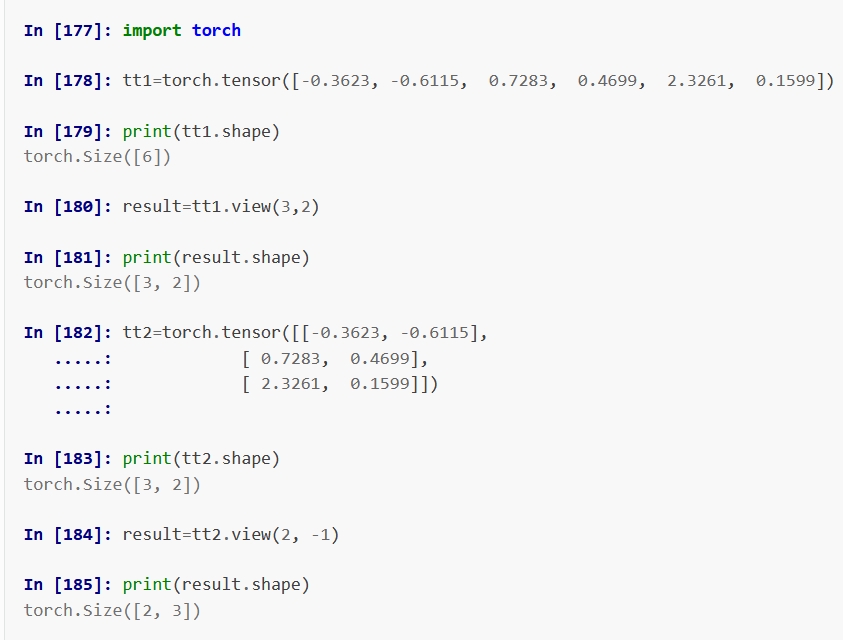 In [177]: import torch
In [178]: tt1=torch.tensor([-0.3623, -0.6115,  0.7283,  0.4699,  2.3261,  0.1599])
In [179]: print(tt1.shape)
torch.Size([6])
In [180]: result=tt1.view(3,2)
In [181]: print(result.shape)
torch.Size([3, 2])
In [182]: tt2=torch.tensor([[-0.3623, -0.6115],
   .....:             [ 0.7283,  0.4699],
   .....:             [ 2.3261,  0.1599]])
   .....:
In [183]: print(tt2.shape)
torch.Size([3, 2])
In [184]: result=tt2.view(2, -1)
In [185]: print(result.shape)
torch.Size([2, 3])